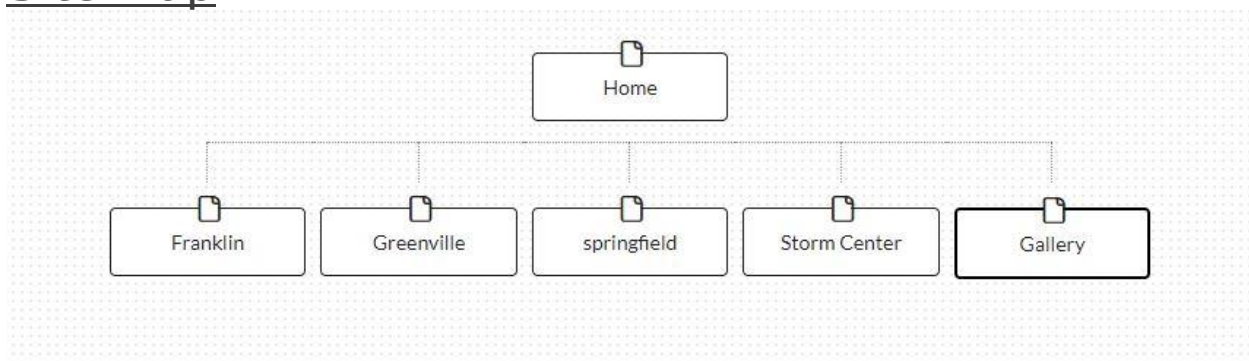 Home
Franklin
Greenville
springfield
Storm Center
Gallery